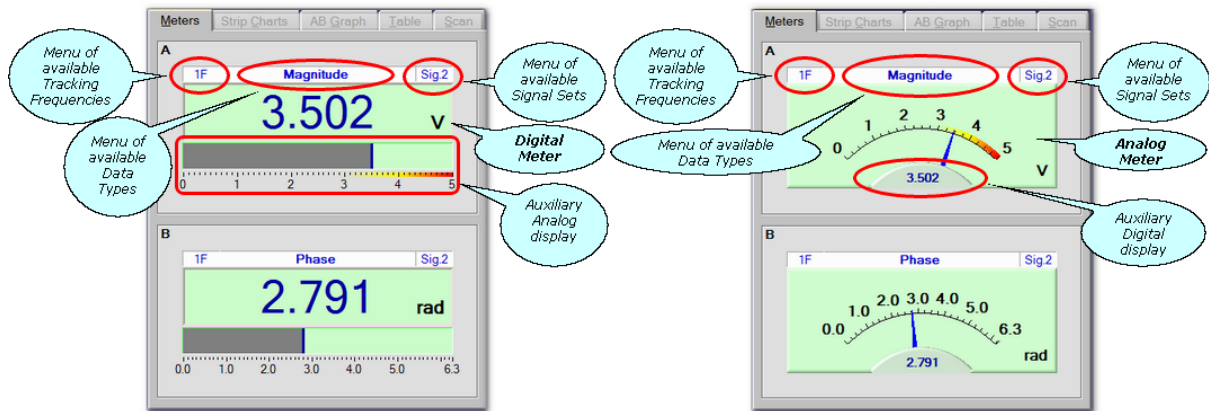 Meters Strip Charts AB Graph Table Scan
A
Menu of
available
Tracking
Frequencies
1F Magnitude Sig.2
Menu of
available
Signal Sets
3.502 V
Menu of
available
Data
Types
Digital
Meter
0 1 2 3 4 5
Auxiliary
Analog
display
B
1F Phase Sig.2
2.791 rad
0.0 1.0 2.0 3.0 4.0 5.0 6.3
Meters Strip Charts AB Graph Table Scan
A
Menu of
available
Tracking
Frequencies
1F Magnitude Sig.2
Menu of
available
Signal Sets
Menu of available
Data Types
0 1 2 3 4 5
V
Analog
Meter
3.502
Auxiliary
Digital
display
B
1F Phase Sig.2
0.0 1.0 2.0 3.0 4.0 5.0 6.3
rad
2.791